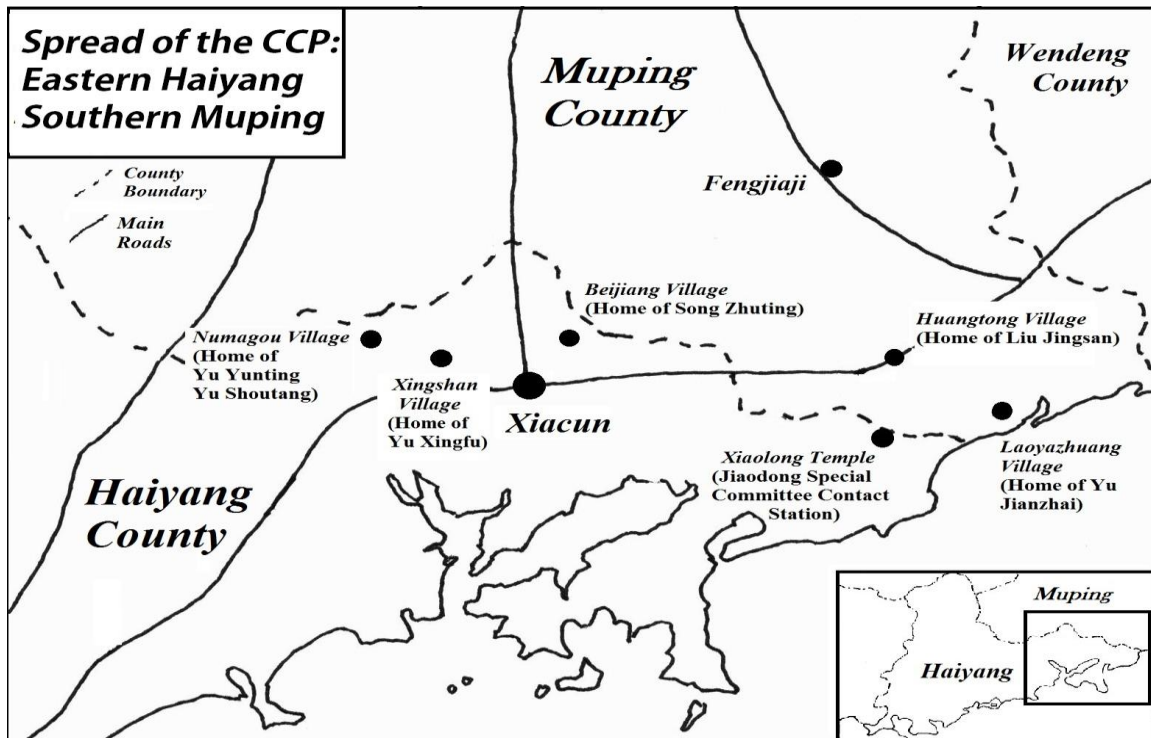 Spread of the CCP:
Eastern Haiyang
Southern Muping
County
Boundary
Main
Roads
Muping
County
Wendeng
County
Fengjiaji
Beijiang Village
(Home of Song Zhuting)
Numagou Village
(Home of
Yu Yunting
Yu Shoutang)
Xingshan
Village
(Home of
Yu Xingfu)
Xiacun
Huangtong Village
(Home of Liu Jingsan)
Xiaolong Temple
(Jiaodong Special
Committee Contact
Station)
Laoyazhuang
Village
(Home of Yu
Jianzhai)
Haiyang
County
Muping
Haiyang